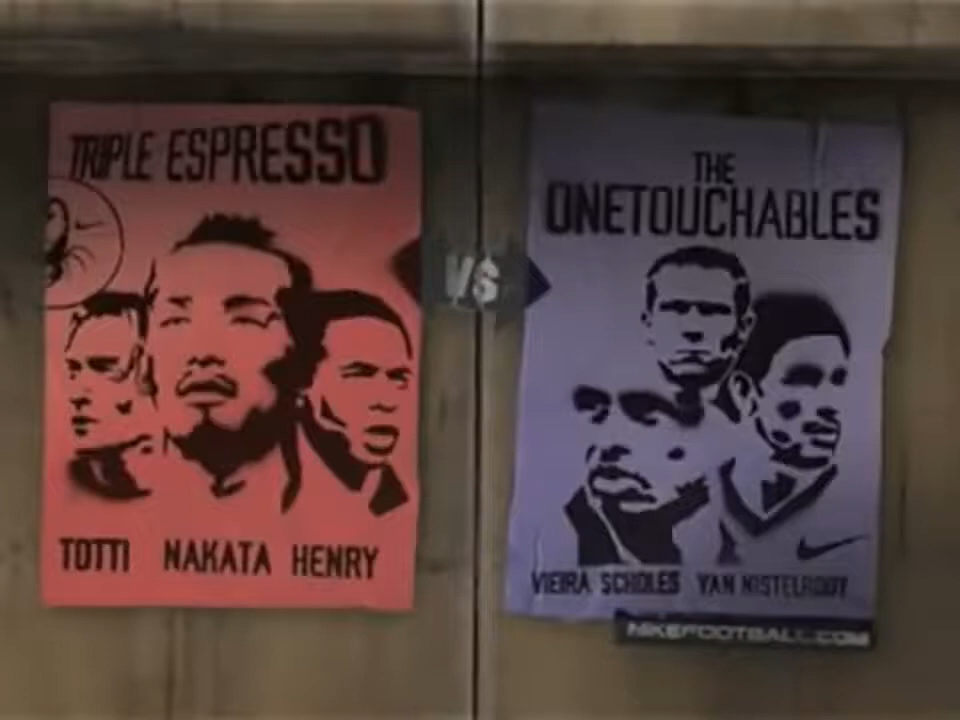 TRIPLE ESPRESSO
TOTTI NAKATA HENRY
VS
THE
ONETOUCHABLES
VIEIRA SCHOLES VAN NISTELROOY
NIKEFOOTBALL.COM